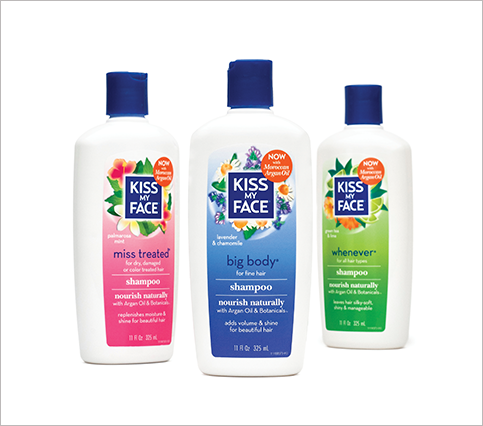 NOW
with
Moroccan
Argan Oil
KISS
MY
FACE
palmarosa
mint
miss treated®
for dry, damaged
or color treated hair
shampoo
nourish naturally
with Argan Oil & Botanicals™
replenishes moisture &
shine for beautiful hair
11 fl Oz 325 mL
NOW
with
Moroccan
Argan Oil
KISS
MY
FACE
lavender &
chamomile
big body®
for fine hair
shampoo
nourish naturally
with Argan Oil & Botanicals™
adds volume & shine
for beautiful hair
11 fl Oz 325 mL
NOW
with
Moroccan
Argan Oil
KISS
MY
FACE
green tea
& lime
whenever®
for all hair types
shampoo
nourish naturally
with Argan Oil & Botanicals™
leaves hair silky-soft,
shiny & manageable
11 fl Oz 325 mL